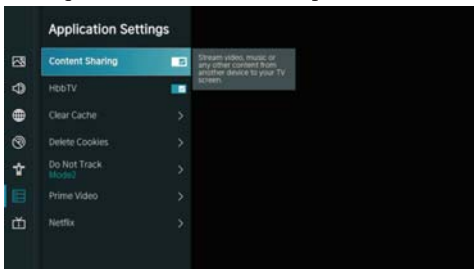 Application Settings
Content Sharing
Stream video, music or
any other content from
another device to your TV
screen.
HbbTV
Clear Cache
Delete Cookies
Do Not Track
Mode2
Prime Video
Netflix